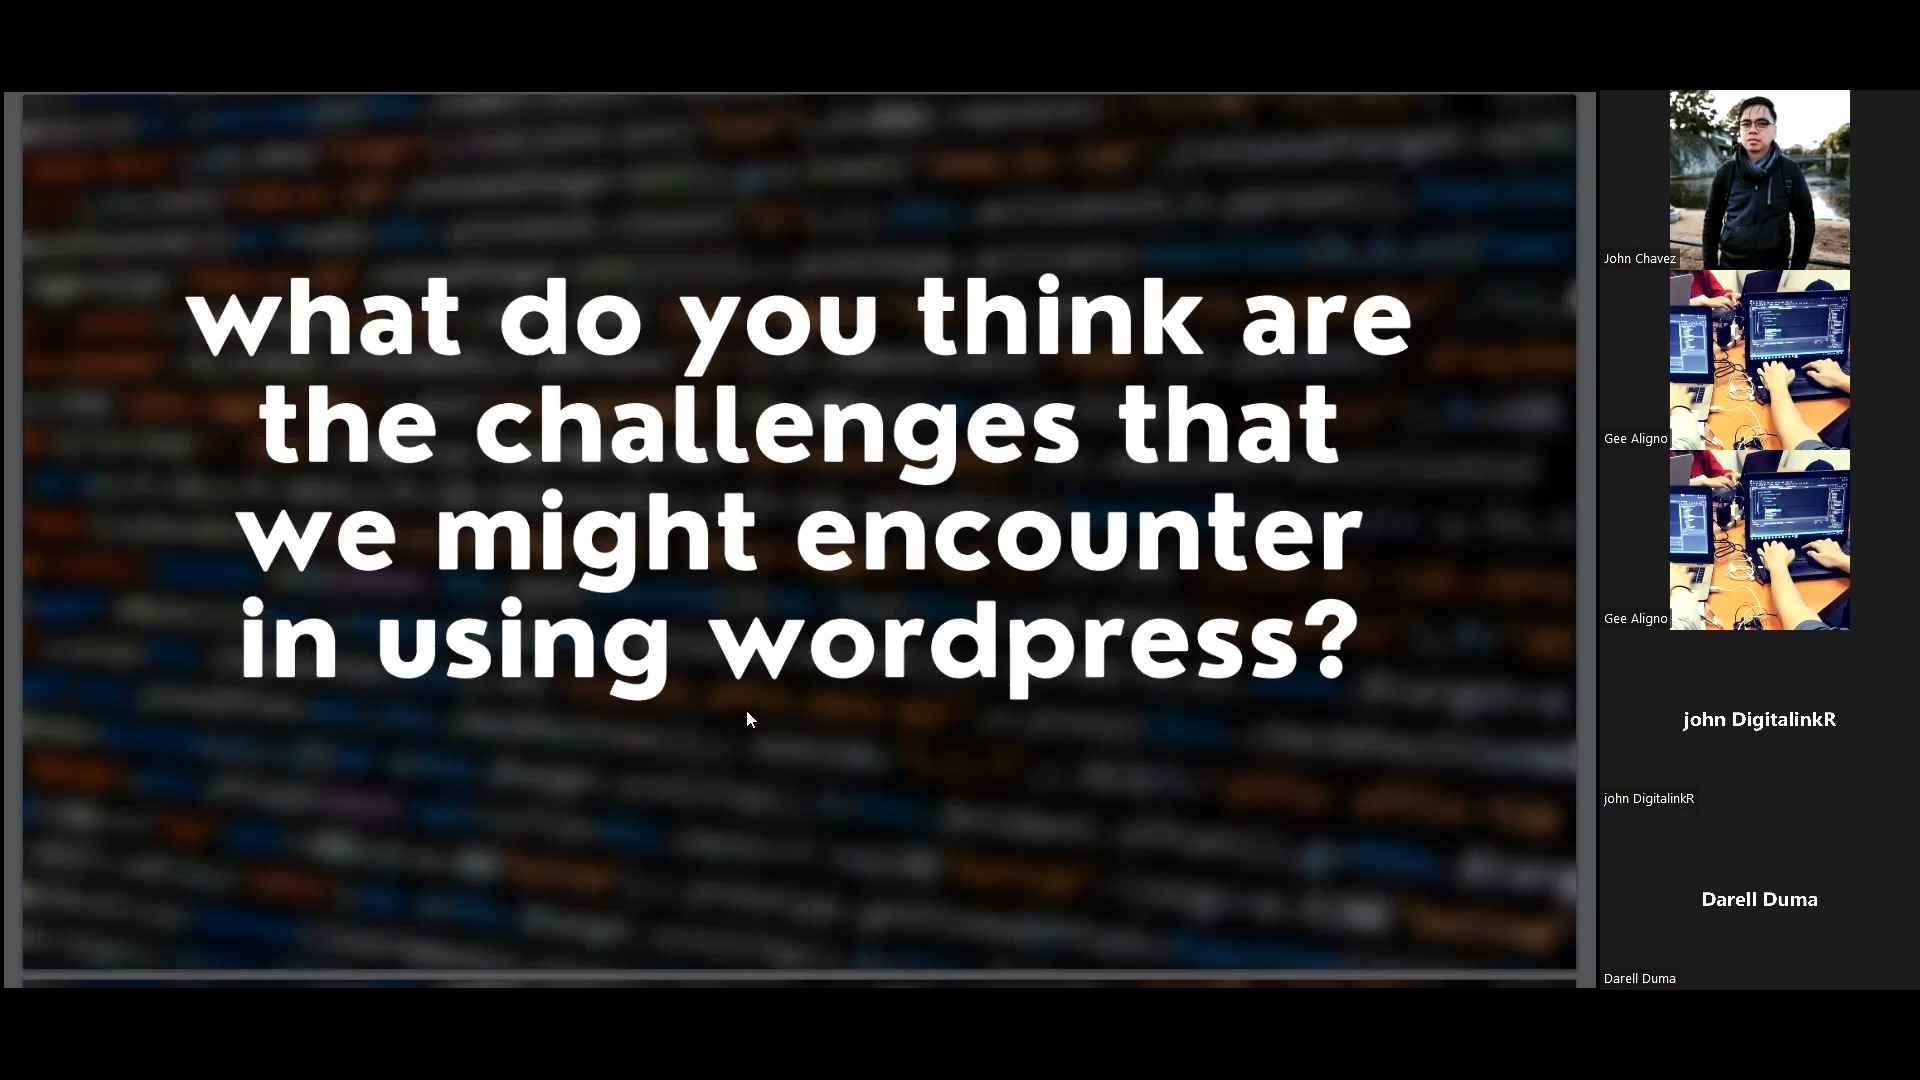 what do you think are
the challenges that
we might encounter
in using wordpress?
John Chavez
Gee Aligno
Gee Aligno
john DigitalinkR
john DigitalinkR
Darell Duma
Darell Duma